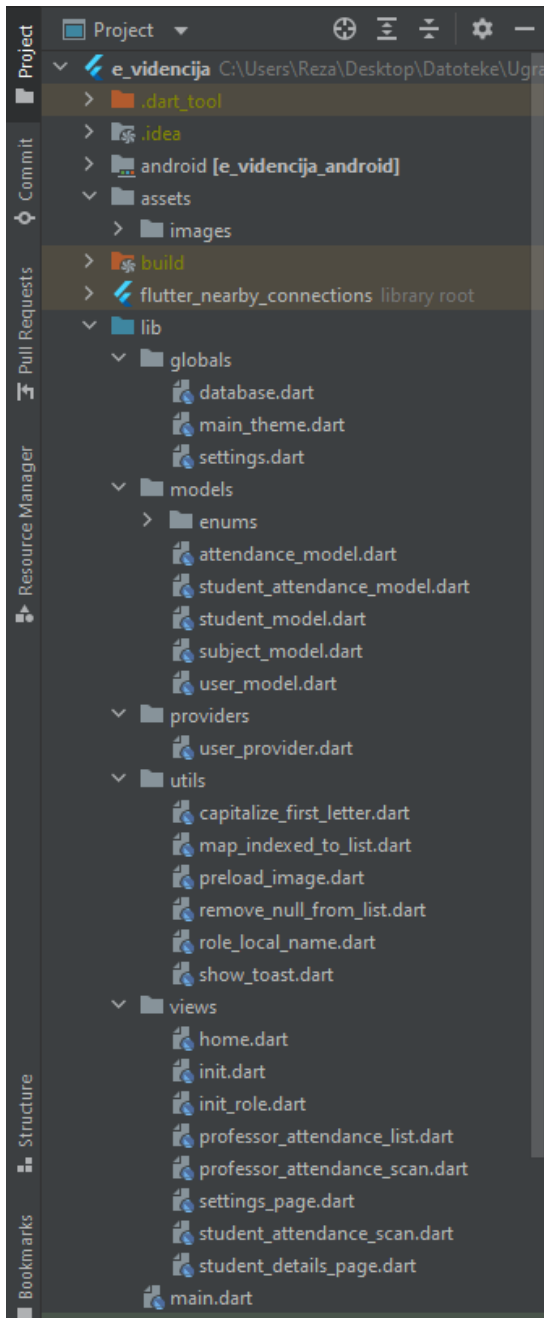 Project
Project
e_videncija C:\Users\Reza\Desktop\Datoteke\Ugra
.dart_tool
.idea
android [e_videncija_android]
assets
images
build
flutter_nearby_connections library root
lib
globals
database.dart
main_theme.dart
settings.dart
models
enums
attendance_model.dart
student_attendance_model.dart
student_model.dart
subject_model.dart
user_model.dart
providers
user_provider.dart
utils
capitalize_first_letter.dart
map_indexed_to_list.dart
preload_image.dart
remove_null_from_list.dart
role_local_name.dart
show_toast.dart
views
home.dart
init.dart
init_role.dart
professor_attendance_list.dart
professor_attendance_scan.dart
settings_page.dart
student_attendance_scan.dart
student_details_page.dart
main.dart
Commit
Pull Requests
Resource Manager
Structure
Bookmarks